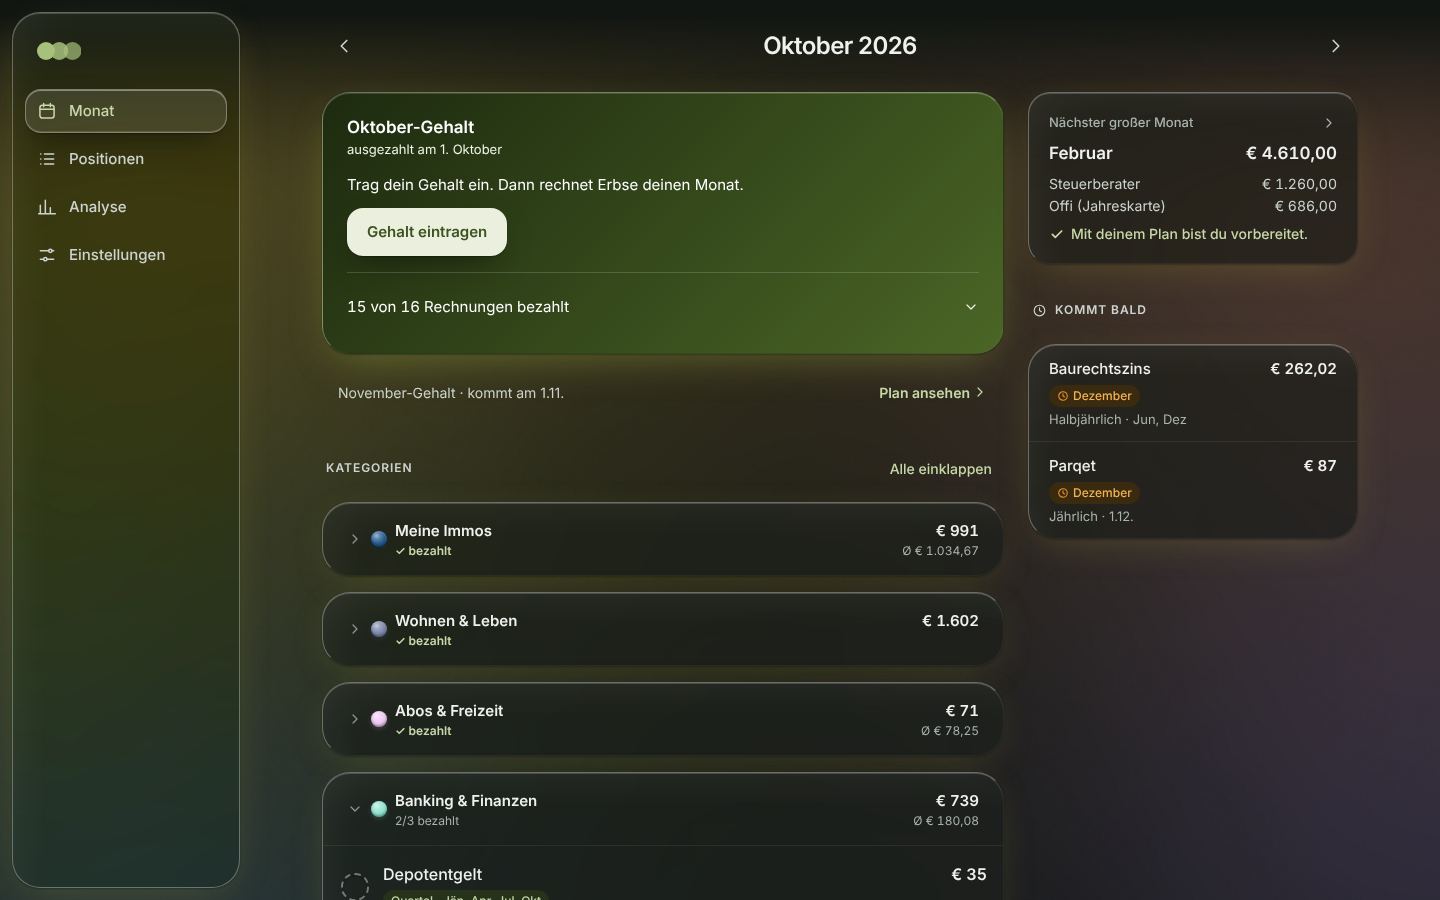 Monat
Positionen
Analyse
Einstellungen
Oktober 2026
Oktober-Gehalt
ausgezahlt am 1. Oktober
Trag dein Gehalt ein. Dann rechnet Erbse deinen Monat.
Gehalt eintragen
15 von 16 Rechnungen bezahlt
November-Gehalt · kommt am 1.11.
Plan ansehen
KATEGORIEN
Alle einklappen
Meine Immos € 991
✓ bezahlt Ø € 1.034,67
Wohnen & Leben € 1.602
✓ bezahlt
Abos & Freizeit € 71
✓ bezahlt Ø € 78,25
Banking & Finanzen € 739
2/3 bezahlt Ø € 180,08
Depotentgelt € 35
Quartal · Jän, Apr, Jul, Okt
Nächster großer Monat
Februar € 4.610,00
Steuerberater € 1.260,00
Offi (Jahreskarte) € 686,00
✓ Mit deinem Plan bist du vorbereitet.
KOMMT BALD
Baurechtszins € 262,02
Dezember
Halbjährlich · Jun, Dez
Parqet € 87
Dezember
Jährlich · 1.12.